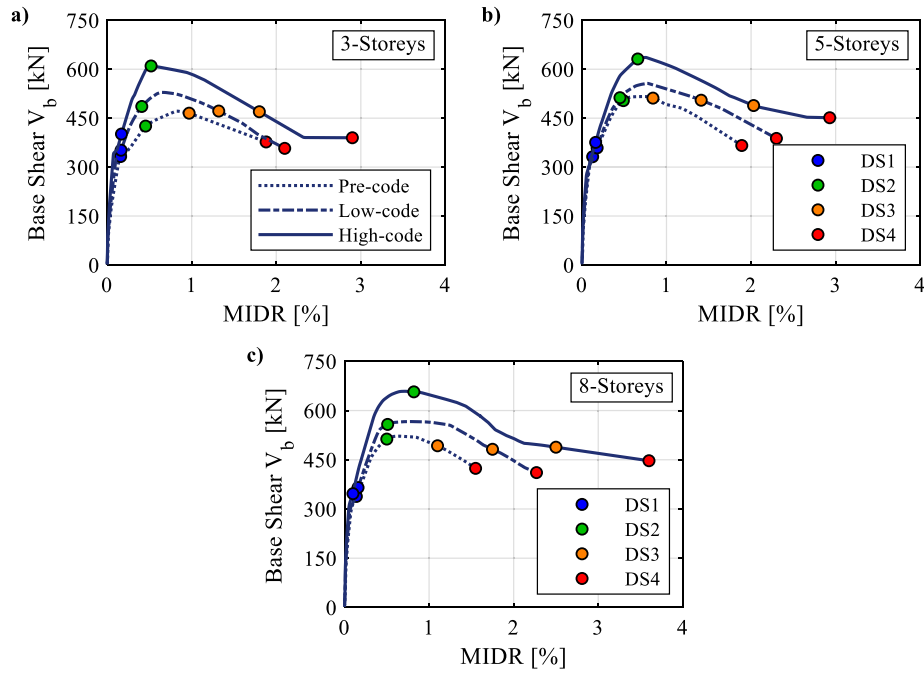 a)
3-Storeys
Base Shear V_b [kN]
750
600
450
300
150
0
Pre-code
Low-code
High-code
0 1 2 3 4
MIDR [%]
b)
5-Storeys
Base Shear V_b [kN]
750
600
450
300
150
0
DS1
DS2
DS3
DS4
0 1 2 3 4
MIDR [%]
c)
8-Storeys
Base Shear V_b [kN]
750
600
450
300
150
0
DS1
DS2
DS3
DS4
0 1 2 3 4
MIDR [%]